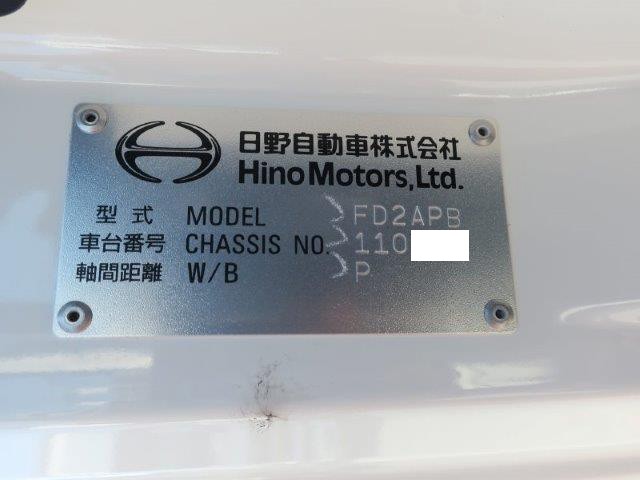 日野自動車株式会社
Hino Motors, Ltd.
型式 MODEL FD2APB
車台番号 CHASSIS NO. 110
軸間距離 W/B P